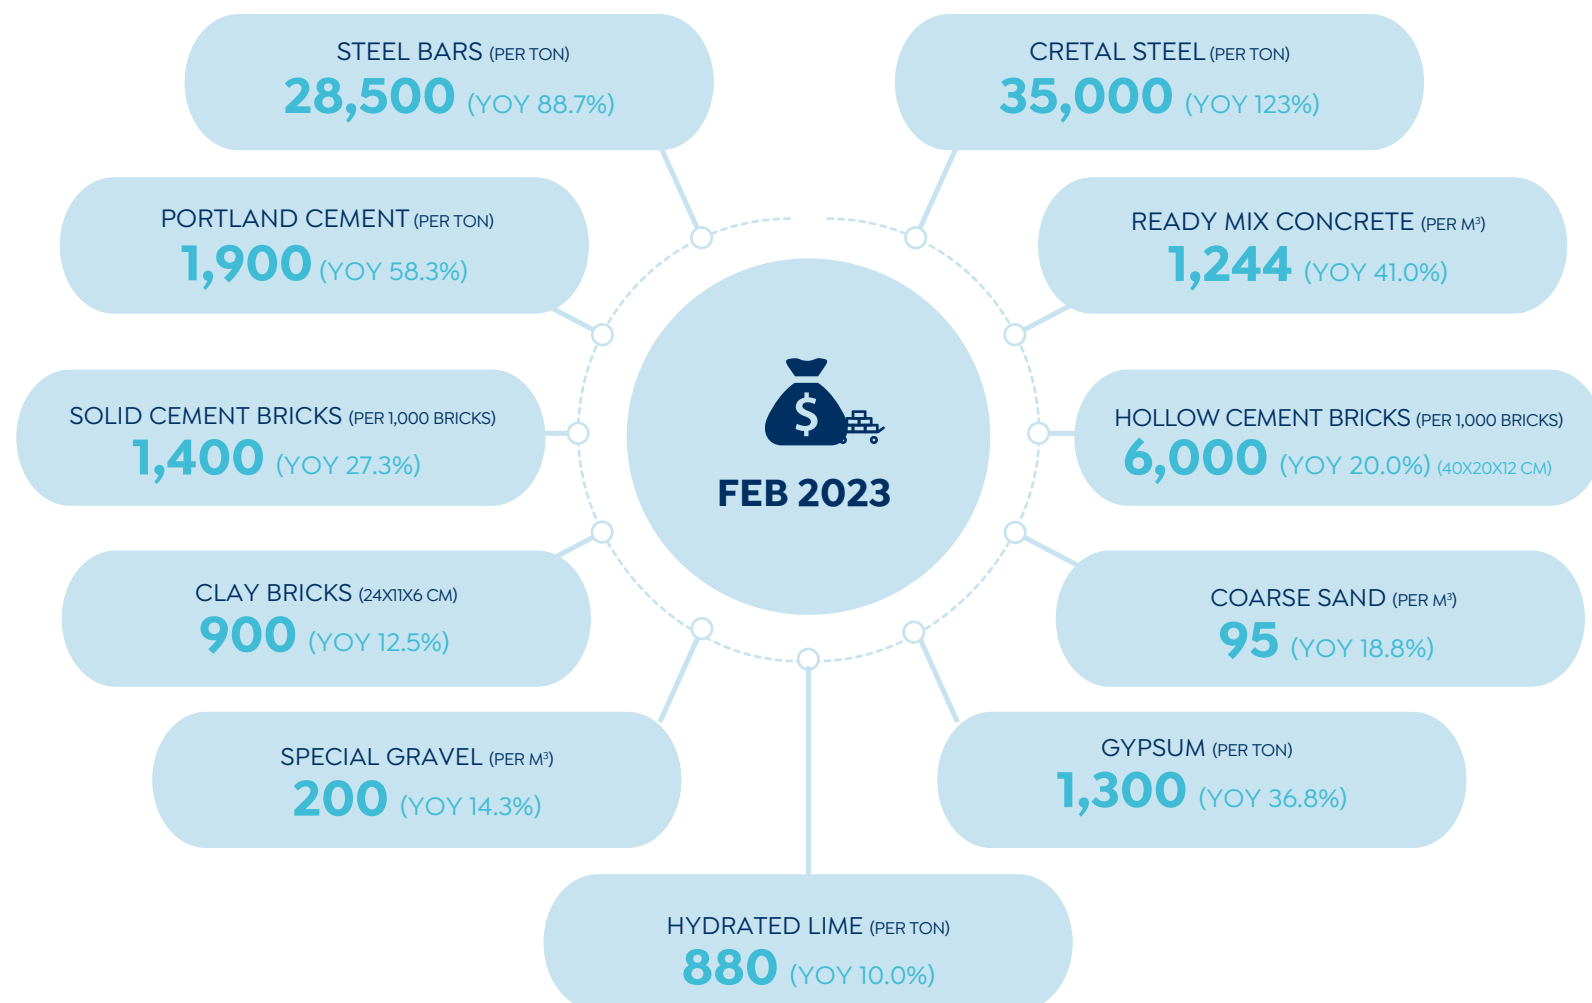 STEEL BARS (PER TON)
28,500 (YOY 88.7%)
CRETAL STEEL (PER TON)
35,000 (YOY 123%)
PORTLAND CEMENT (PER TON)
1,900 (YOY 58.3%)
READY MIX CONCRETE (PER M³)
1,244 (YOY 41.0%)
SOLID CEMENT BRICKS (PER 1,000 BRICKS)
1,400 (YOY 27.3%)
HOLLOW CEMENT BRICKS (PER 1,000 BRICKS)
6,000 (YOY 20.0%) (40X20X12 CM)
$
FEB 2023
CLAY BRICKS (24X11X6 CM)
900 (YOY 12.5%)
COARSE SAND (PER M³)
95 (YOY 18.8%)
SPECIAL GRAVEL (PER M³)
200 (YOY 14.3%)
GYPSUM (PER TON)
1,300 (YOY 36.8%)
HYDRATED LIME (PER TON)
880 (YOY 10.0%)